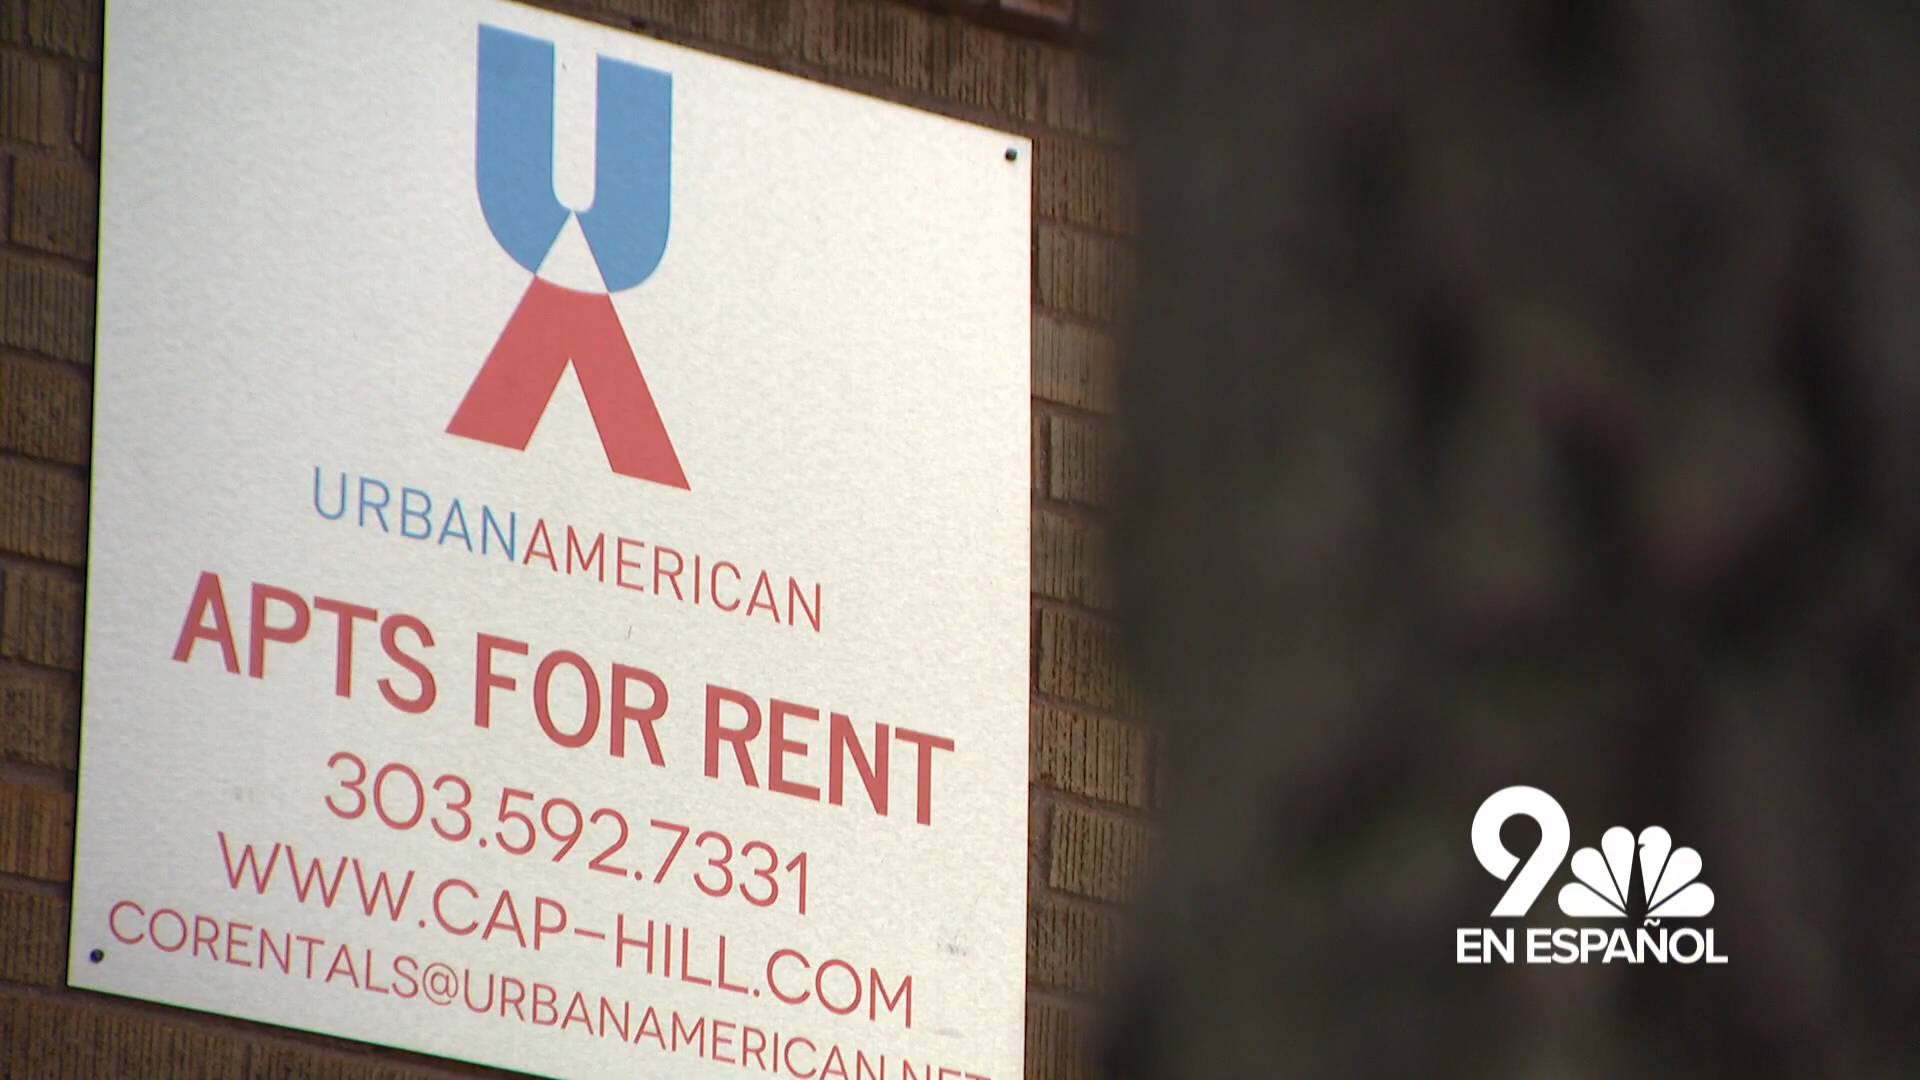 UA
URBANAMERICAN
APTS FOR RENT
303.592.7331
WWW.CAP-HILL.COM
CORENTALS@URBANAMERICAN.NET
9
EN ESPAÑOL